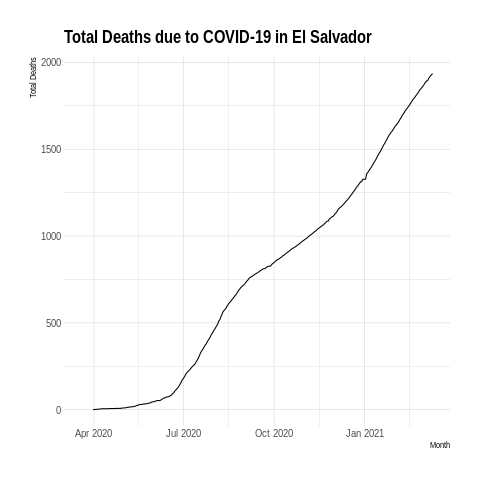 Total Deaths due to COVID-19 in El Salvador
Total Deaths
2000
1500
1000
500
0
Apr 2020 Jul 2020 Oct 2020 Jan 2021
Month